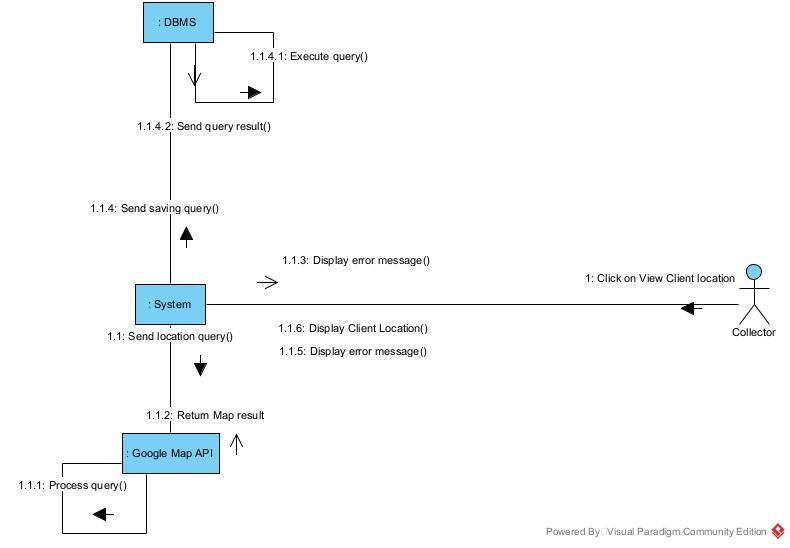 : DBMS
1.1.4.1: Execute query()
1.1.4.2: Send query result()
1.1.4: Send saving query()
1.1.3: Display error message()
1: Click on View Client location
: System
1.1.6: Display Client Location()
Collector
1.1: Send location query()
1.1.5: Display error message()
1.1.2: Return Map result
: Google Map API
1.1.1: Process query()
Powered By Visual Paradigm Community Edition